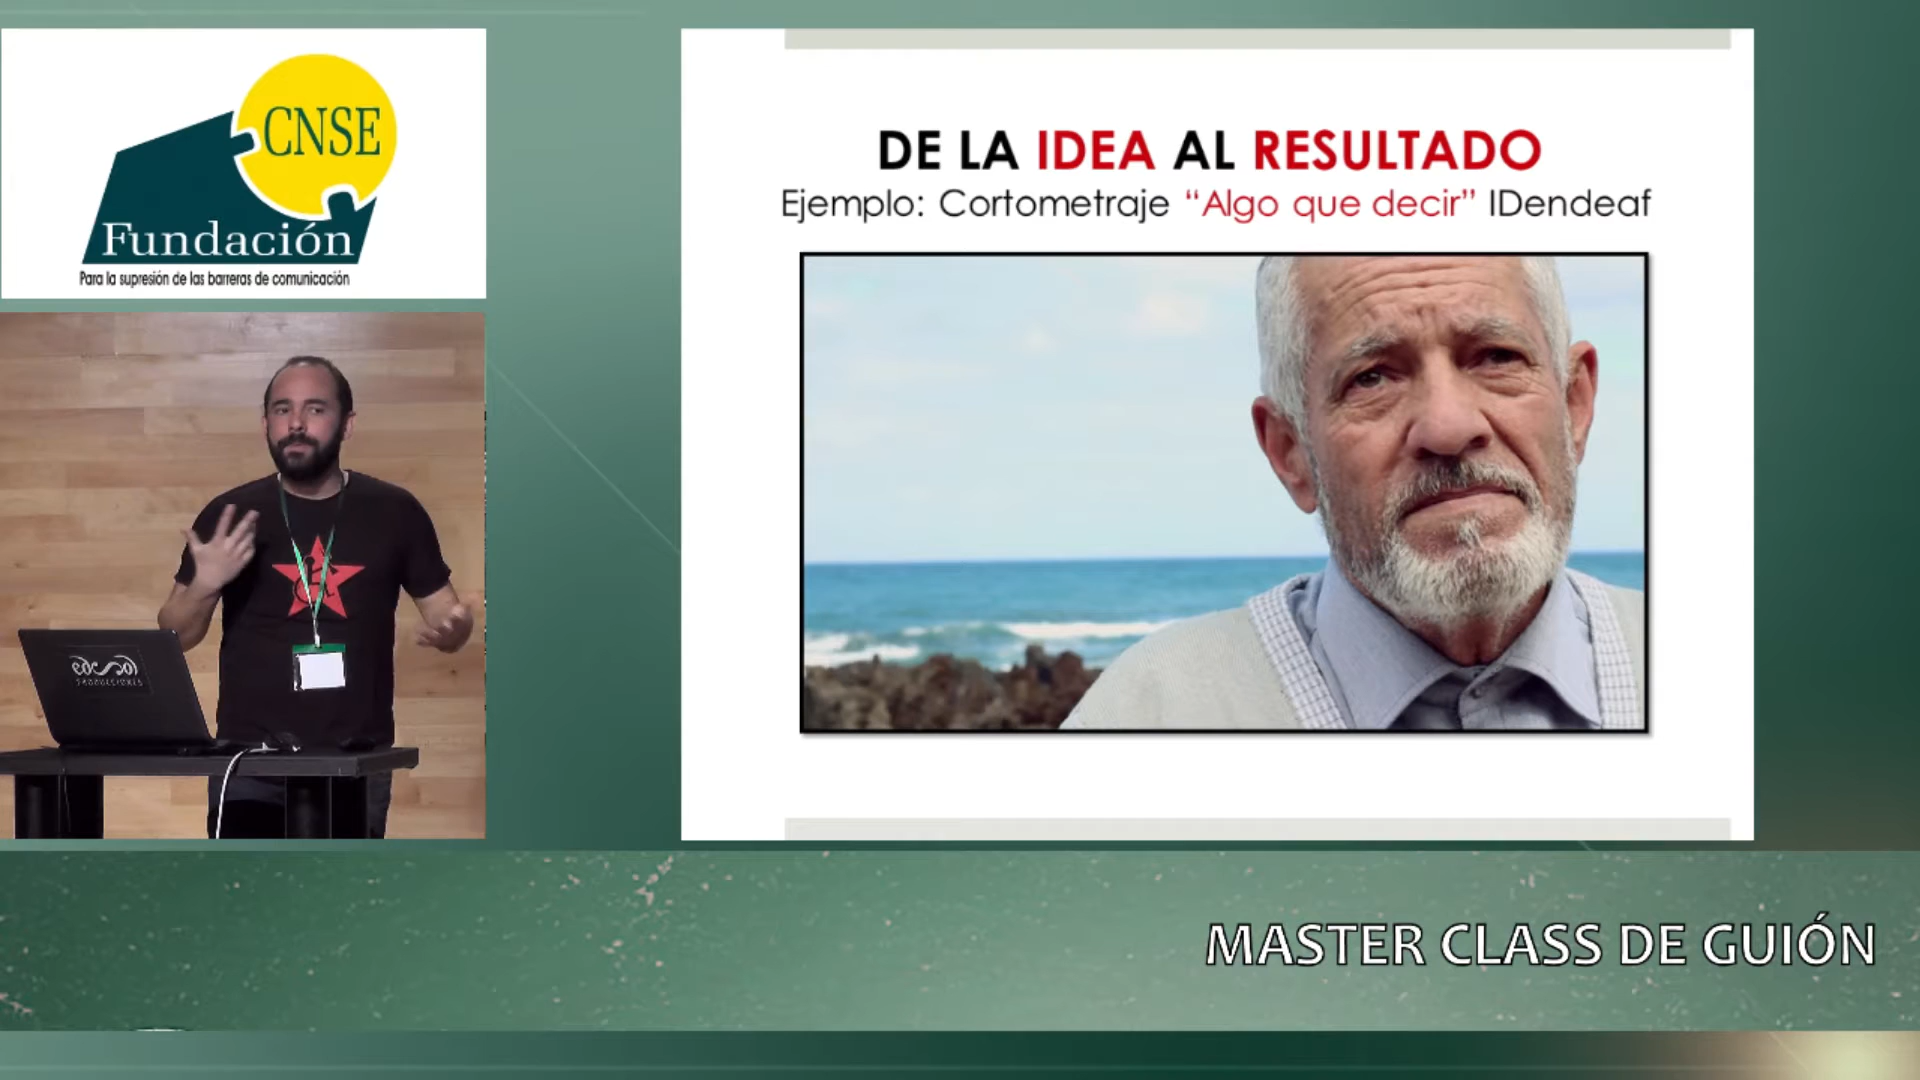 CNSE
Fundación
Para la supresión de las barreras de comunicación
DE LA IDEA AL RESULTADO
Ejemplo: Cortometraje “Algo que decir” IDendeaf
PRODUCCIONES
MASTER CLASS DE GUIÓN